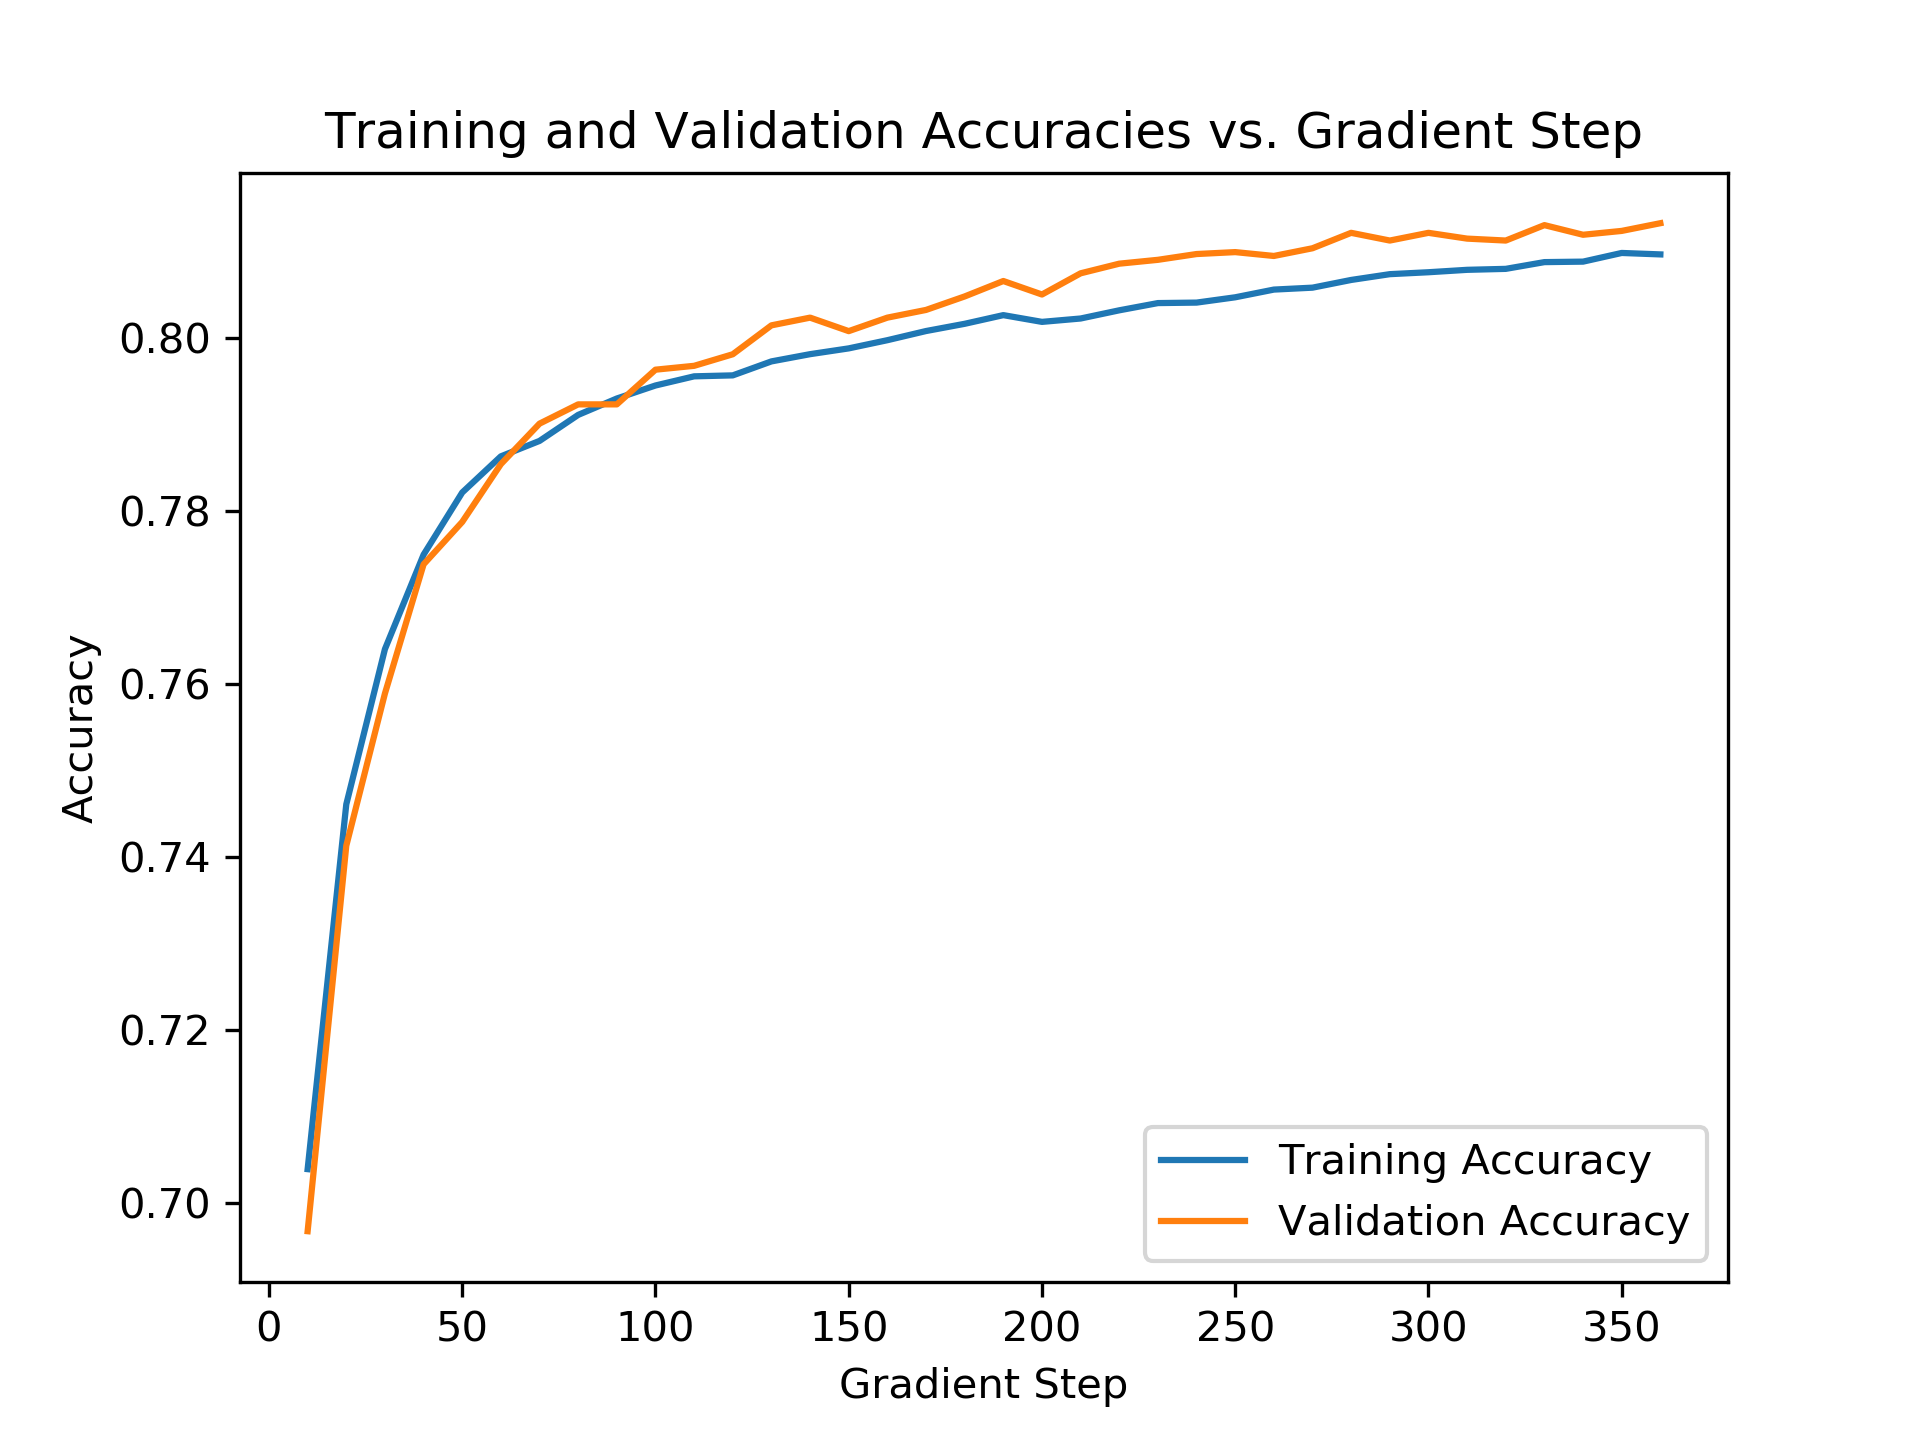 Training and Validation Accuracies vs. Gradient Step
0.80
0.78
0.76
0.74
0.72
0.70
Accuracy
Training Accuracy
Validation Accuracy
0 50 100 150 200 250 300 350
Gradient Step